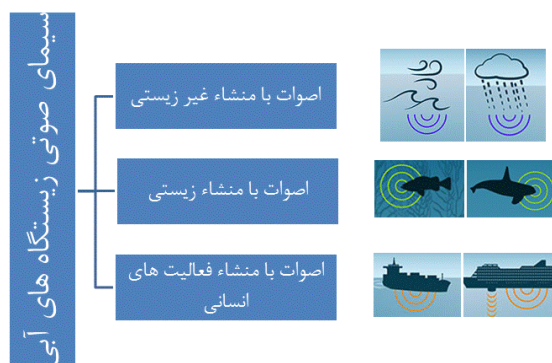 سیمای صوتی زیستگاه های آبی
اصوات با منشاء غیر زیستی
اصوات با منشاء زیستی
اصوات با منشاء فعالیت های
انسانی